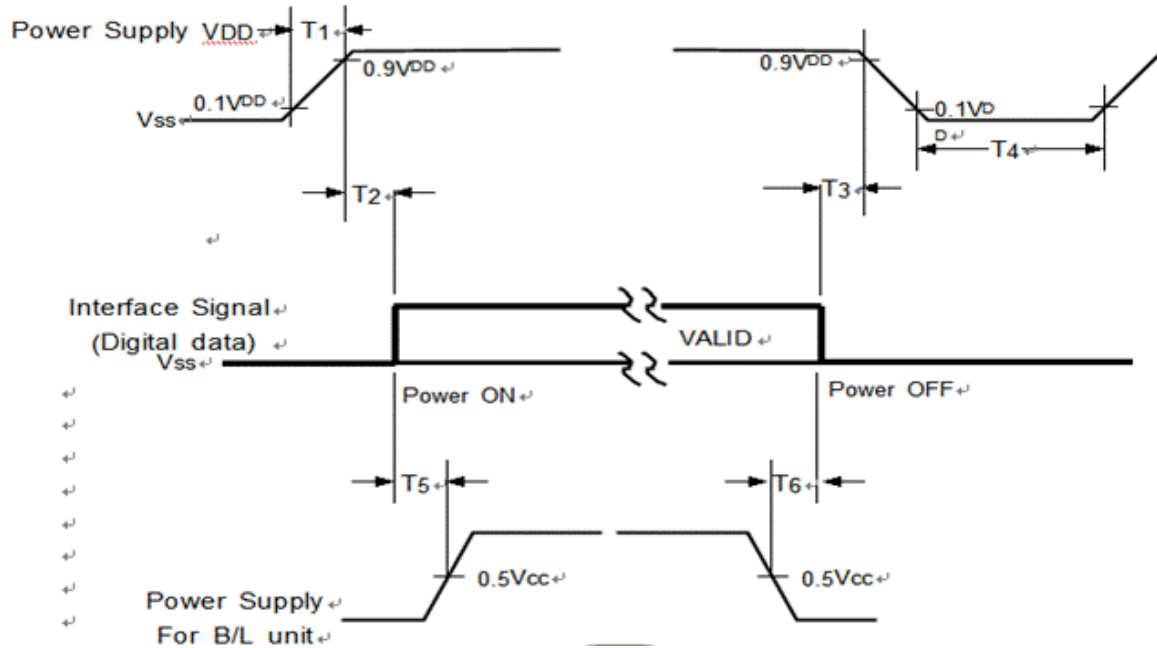 Power Supply VDD↵ T1↵
0.9VDD ↵
0.9VDD ↵
0.1VDD ↵
Vss↵
0.1VD
D ↵
T4↵
T2↵
T3↵
↵
Interface Signal↵
(Digital data) ↵
VALID ↵
Vss↵
↵
Power ON↵
Power OFF↵
↵
↵
T5↵
T6↵
↵
↵
↵
0.5Vcc↵
0.5Vcc↵
↵
Power Supply↵
↵
For B/L unit↵